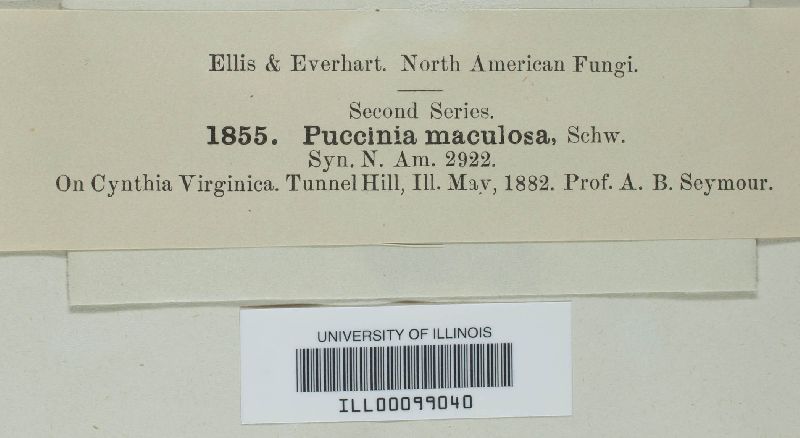 Ellis & Everhart. North American Fungi.
Second Series.
1855. Puccinia maculosa, Schw.
Syn. N. Am. 2922.
On Cynthia Virginica. Tunnel Hill, Ill. May, 1882. Prof. A. B. Seymour.
UNIVERSITY OF ILLINOIS
ILL00099040